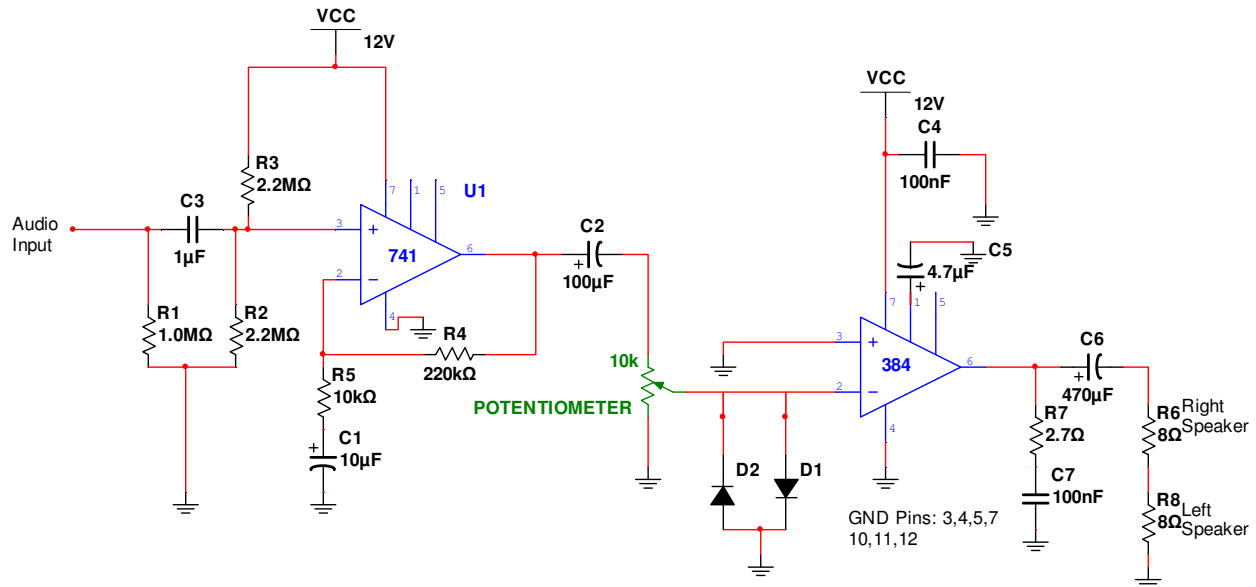 VCC
12V
VCC
12V
C4
100nF
R3
2.2MΩ
7
1
5
U1
C3
1µF
Audio
Input
3
741
6
2
4
C2
+
100µF
C5
4.7µF
+
7
1
5
R1
1.0MΩ
R2
2.2MΩ
R4
220kΩ
10k
POTENTIOMETER
3
384
6
2
4
C6
+
470µF
R5
10kΩ
+
C1
10µF
R7
2.7Ω
R6
8Ω
Right
Speaker
D2
D1
C7
100nF
R8
8Ω
Left
Speaker
GND Pins: 3,4,5,7
10,11,12